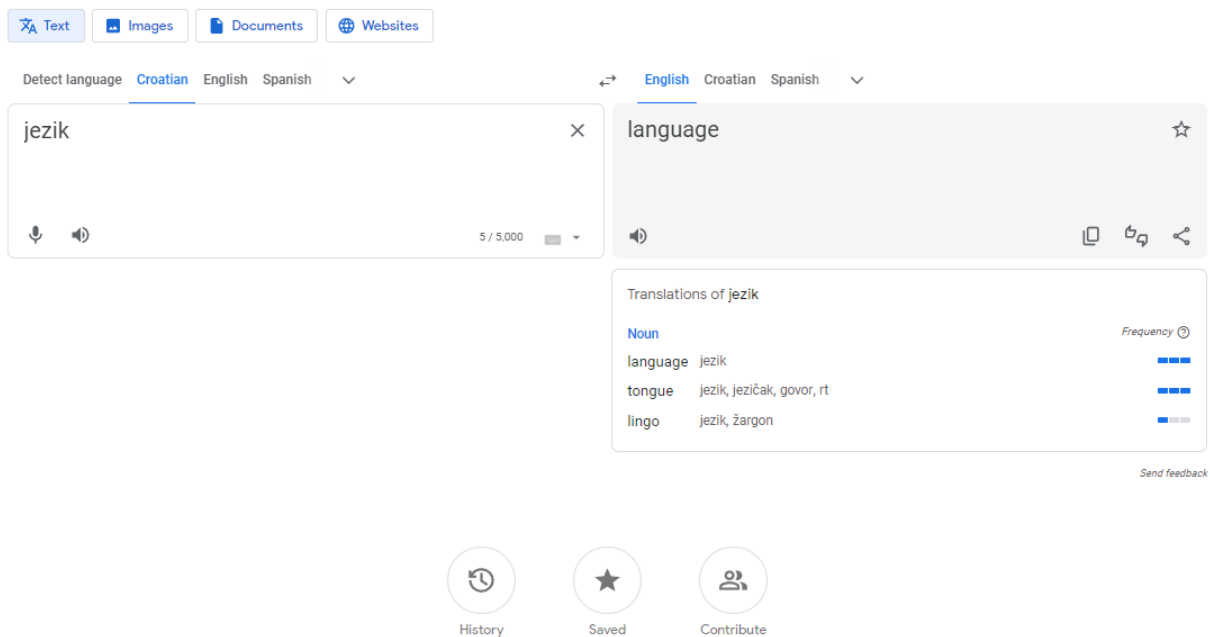 Text Images Documents Websites
Detect language Croatian English Spanish English Croatian Spanish
jezik
language
5 / 5,000
Translations of jezik
Noun Frequency
language jezik
tongue jezik, jezičak, govor, rt
lingo jezik, žargon
Send feedback
History Saved Contribute